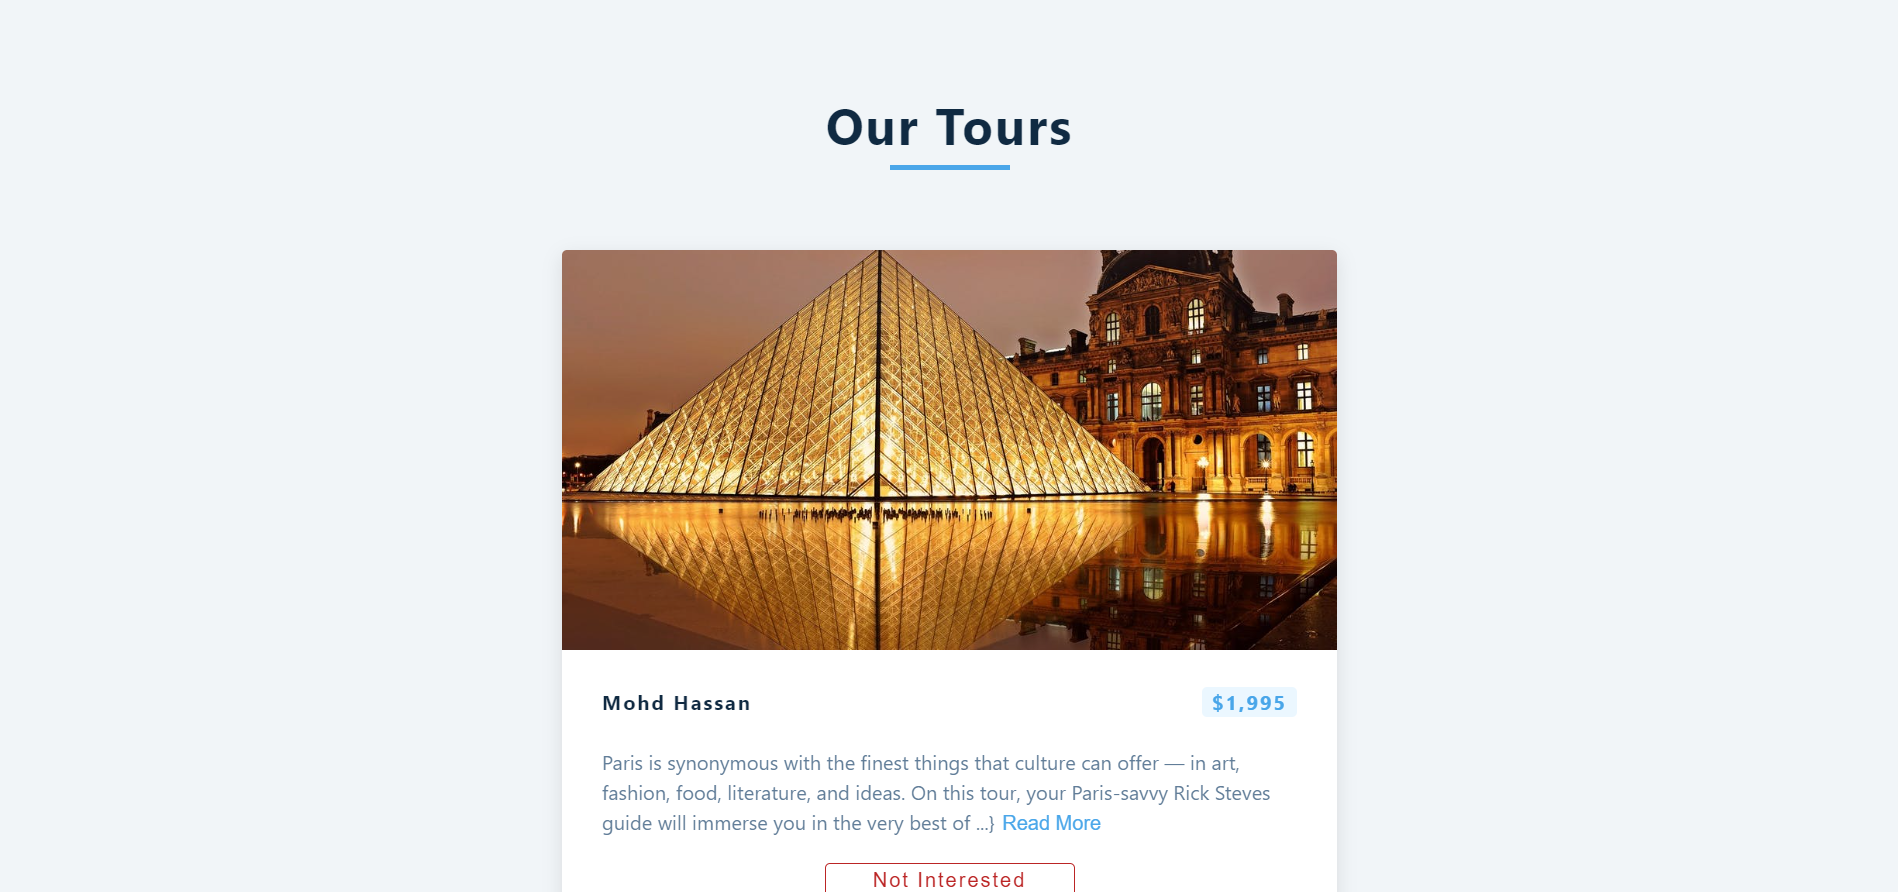 Our Tours
Mohd Hassan
$1,995
Paris is synonymous with the finest things that culture can offer — in art,
fashion, food, literature, and ideas. On this tour, your Paris-savvy Rick Steves
guide will immerse you in the very best of ...} Read More
Not Interested